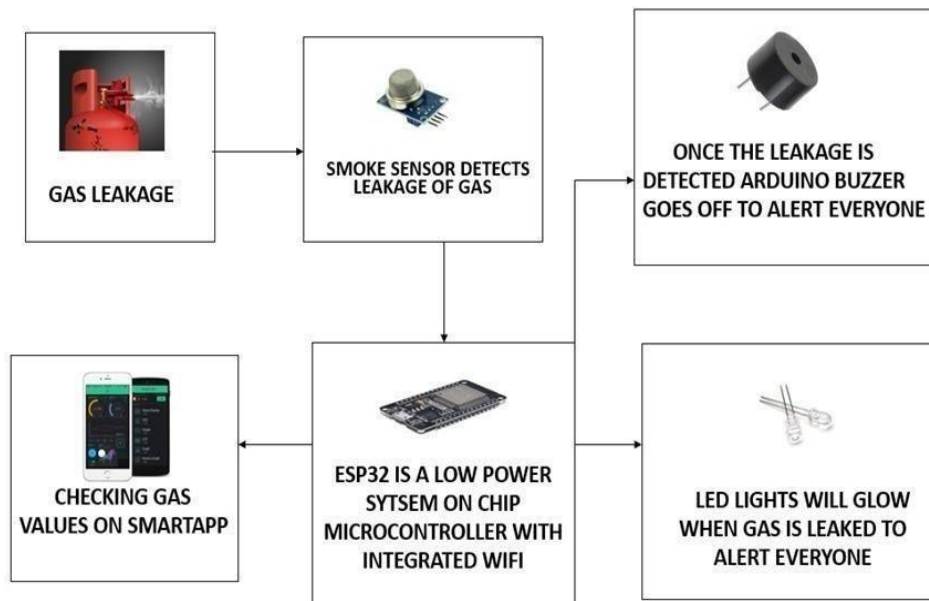 GAS LEAKAGE
SMOKE SENSOR DETECTS
LEAKAGE OF GAS
ONCE THE LEAKAGE IS
DETECTED ARDUINO BUZZER
GOES OFF TO ALERT EVERYONE
CHECKING GAS
VALUES ON SMARTAPP
ESP32 IS A LOW POWER
SYTSEM ON CHIP
MICROCONTROLLER WITH
INTEGRATED WIFI
LED LIGHTS WILL GLOW
WHEN GAS IS LEAKED TO
ALERT EVERYONE